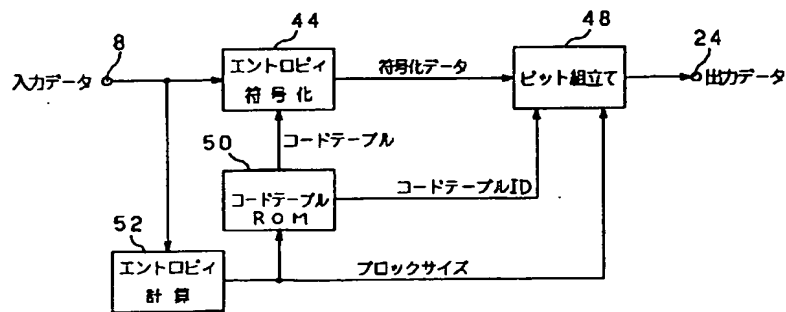 8
入力データ
44
エントロピィ
符号化
符号化データ
48
ビット組立て
24
出力データ
コードテーブル
50
コードテーブル
ROM
コードテーブルID
52
エントロピィ
計算
ブロックサイズ